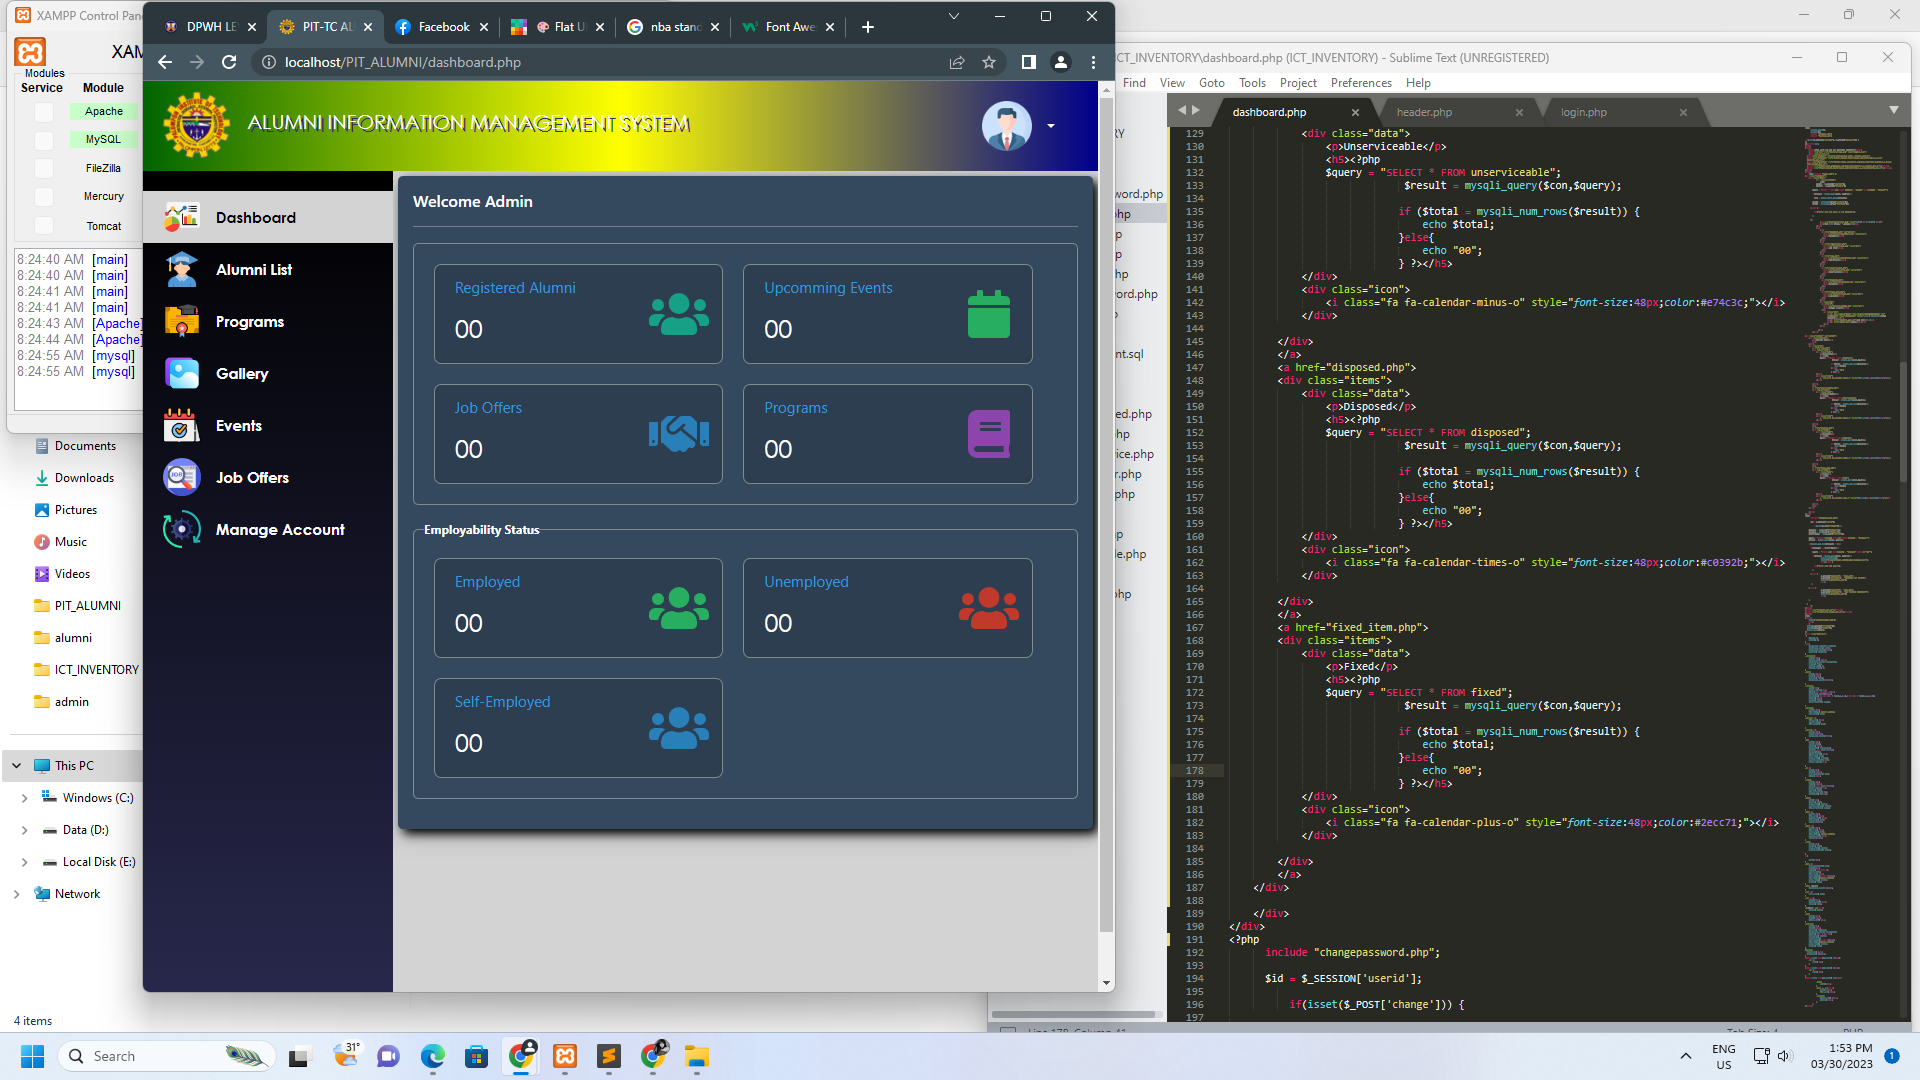 XAMPP Control Pane
XAM
Modules
Service
Module
Apache
MySQL
FileZilla
Mercury
Tomcat
8:24:40 AM [main]
8:24:40 AM [main]
8:24:41 AM [main]
8:24:41 AM [main]
8:24:43 AM [Apache]
8:24:44 AM [Apache]
8:24:55 AM [mysql]
8:24:55 AM [mysql]
Documents
Downloads
Pictures
Music
Videos
PIT_ALUMNI
alumni
ICT_INVENTORY
admin
This PC
Windows (C:)
Data (D:)
Local Disk (E:)
Network
4 items
DPWH LE
PIT-TC AL
Facebook
Flat U
nba stand
Font Awe
localhost/PIT_ALUMNI/dashboard.php
ALUMNI INFORMATION MANAGEMENT SYSTEM
Dashboard
Alumni List
Programs
Gallery
Events
Job Offers
Manage Account
Welcome Admin
Registered Alumni
00
Upcomming Events
00
Job Offers
00
Programs
00
Employability Status
Employed
00
Unemployed
00
Self-Employed
00
ICT_INVENTORY\dashboard.php (ICT_INVENTORY) - Sublime Text (UNREGISTERED)
Find View Goto Tools Project Preferences Help
dashboard.php
header.php
login.php
129 <div class="data">
130 <p>Unserviceable</p>
131 <h5><?php
132 $query = "SELECT * FROM unserviceable";
133 $result = mysqli_query($con,$query);
134
135 if ($total = mysqli_num_rows($result)) {
136 echo $total;
137 }else{
138 echo "00";
139 } ?></h5>
140 </div>
141 <div class="icon">
142 <i class="fa fa-calendar-minus-o" style="font-size:48px;color:#e74c3c;"></i>
143 </div>
144
145 </div>
146 </a>
147 <a href="disposed.php">
148 <div class="items">
149 <div class="data">
150 <p>Disposed</p>
151 <h5><?php
152 $query = "SELECT * FROM disposed";
153 $result = mysqli_query($con,$query);
154
155 if ($total = mysqli_num_rows($result)) {
156 echo $total;
157 }else{
158 echo "00";
159 } ?></h5>
160 </div>
161 <div class="icon">
162 <i class="fa fa-calendar-times-o" style="font-size:48px;color:#c0392b;"></i>
163 </div>
164
165 </div>
166 </a>
167 <a href="fixed_item.php">
168 <div class="items">
169 <div class="data">
170 <p>Fixed</p>
171 <h5><?php
172 $query = "SELECT * FROM fixed";
173 $result = mysqli_query($con,$query);
174
175 if ($total = mysqli_num_rows($result)) {
176 echo $total;
177 }else{
178 echo "00";
179 } ?></h5>
180 </div>
181 <div class="icon">
182 <i class="fa fa-calendar-plus-o" style="font-size:48px;color:#2ecc71;"></i>
183 </div>
184
185 </div>
186 </a>
187 </div>
188
189 </div>
190 </div>
191 <?php
192 include "changepassword.php";
193
194 $id = $_SESSION['userid'];
195
196 if(isset($_POST['change'])) {
197
Search
31°
ENG
US
1:53 PM
03/30/2023
1